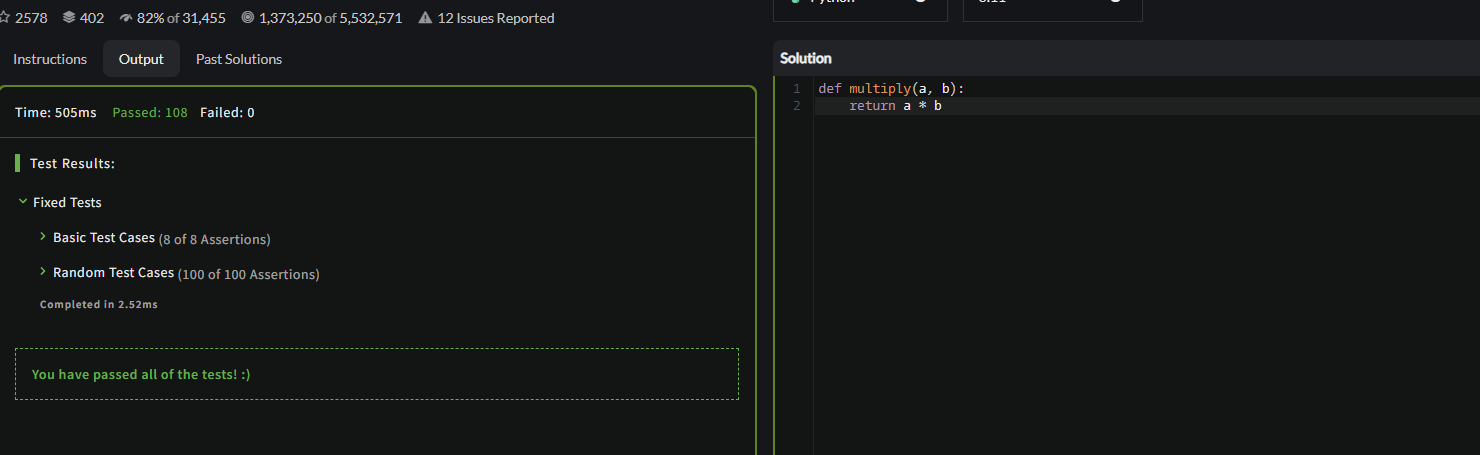 2578 402 82% of 31,455 1,373,250 of 5,532,571 12 Issues Reported
Instructions Output Past Solutions
Time: 505ms Passed: 108 Failed: 0
Test Results:
Fixed Tests
Basic Test Cases (8 of 8 Assertions)
Random Test Cases (100 of 100 Assertions)
Completed in 2.52ms
You have passed all of the tests! :)
Python
Solution
1 def multiply(a, b):
2 return a * b